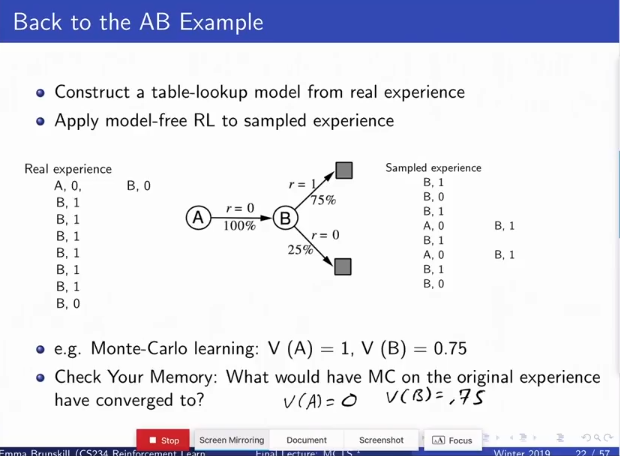 Back to the AB Example
Construct a table-lookup model from real experience
Apply model-free RL to sampled experience
Real experience
A, 0, B, 0
B, 1
B, 1
B, 1
B, 1
B, 1
B, 1
B, 0
A
r = 0
100%
B
r = 1
75%
r = 0
25%
Sampled experience
B, 1
B, 0
B, 1
A, 0 B, 1
B, 1
A, 0 B, 1
B, 1
B, 0
e.g. Monte-Carlo learning: V (A) = 1, V (B) = 0.75
Check Your Memory: What would have MC on the original experience
have converged to? V(A)=0 V(B)=.75
Stop Screen Mirroring Document Screenshot Focus
Emma Brunskill (CS234 Reinforcement Learn Final Lecture: MCTS Winter 2019 22 / 57